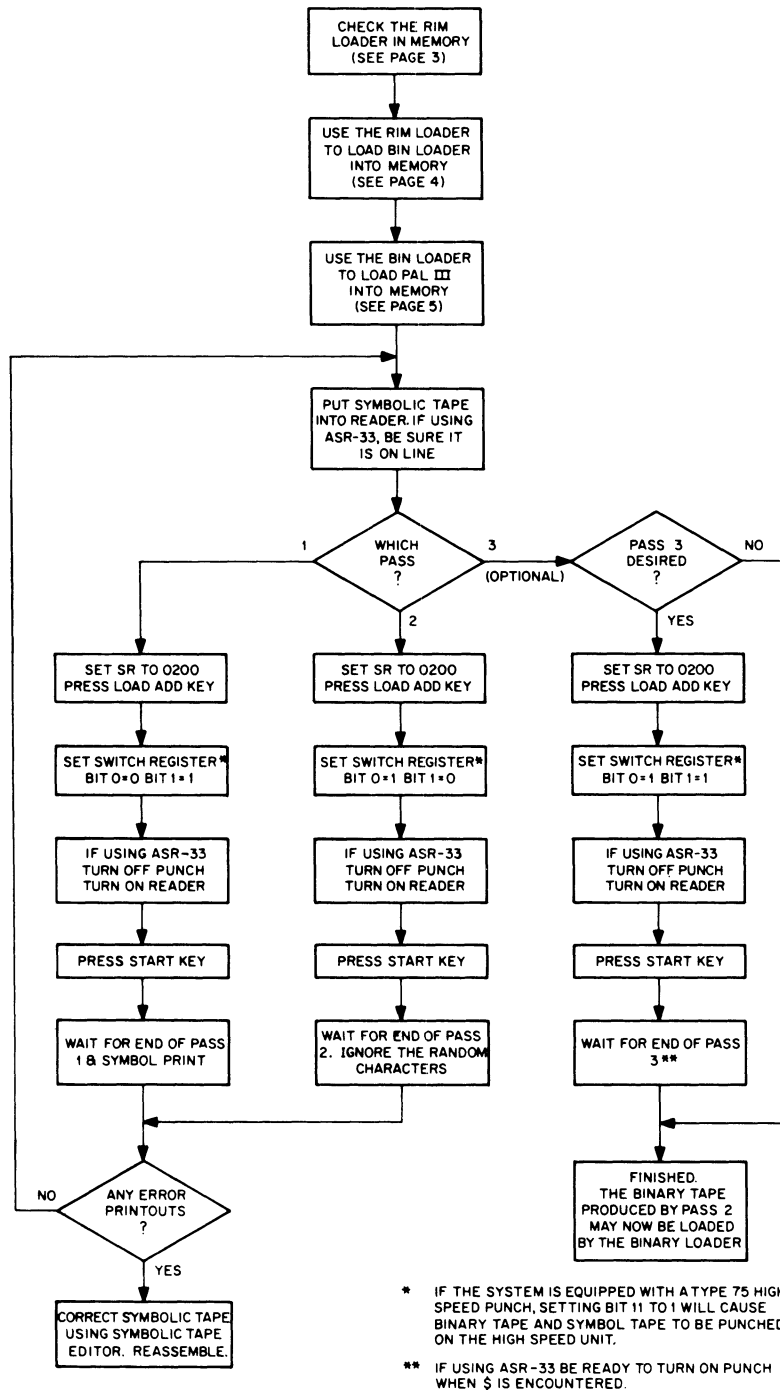 CHECK THE RIM
LOADER IN MEMORY
(SEE PAGE 3)
USE THE RIM LOADER
TO LOAD BIN LOADER
INTO MEMORY
(SEE PAGE 4)
USE THE BIN LOADER
TO LOAD PAL III
INTO MEMORY
(SEE PAGE 5)
PUT SYMBOLIC TAPE
INTO READER. IF USING
ASR-33, BE SURE IT
IS ON LINE
1
WHICH
PASS
?
3
(OPTIONAL)
2
PASS 3
DESIRED
?
NO
YES
SET SR TO 0200
PRESS LOAD ADD KEY
SET SWITCH REGISTER*
BIT 0=0 BIT 1=1
IF USING ASR-33
TURN OFF PUNCH
TURN ON READER
PRESS START KEY
WAIT FOR END OF PASS
1 & SYMBOL PRINT
SET SR TO 0200
PRESS LOAD ADD KEY
SET SWITCH REGISTER*
BIT 0=1 BIT 1=0
IF USING ASR-33
TURN OFF PUNCH
TURN ON READER
PRESS START KEY
WAIT FOR END OF PASS
2. IGNORE THE RANDOM
CHARACTERS
SET SR TO 0200
PRESS LOAD ADD KEY
SET SWITCH REGISTER*
BIT 0=1 BIT 1=1
IF USING ASR-33
TURN OFF PUNCH
TURN ON READER
PRESS START KEY
WAIT FOR END OF PASS
3**
NO
ANY ERROR
PRINTOUTS
?
YES
CORRECT SYMBOLIC TAPE
USING SYMBOLIC TAPE
EDITOR. REASSEMBLE.
FINISHED.
THE BINARY TAPE
PRODUCED BY PASS 2
MAY NOW BE LOADED
BY THE BINARY LOADER
* IF THE SYSTEM IS EQUIPPED WITH A TYPE 75 HIGH
SPEED PUNCH, SETTING BIT 11 TO 1 WILL CAUSE
BINARY TAPE AND SYMBOL TAPE TO BE PUNCHED
ON THE HIGH SPEED UNIT.
** IF USING ASR-33 BE READY TO TURN ON PUNCH
WHEN $ IS ENCOUNTERED.